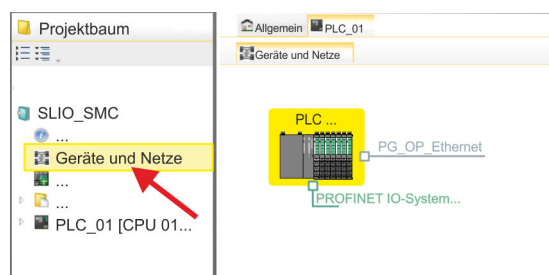 Projektbaum
SLIO_SMC
...
Geräte und Netze
...
...
PLC_01 [CPU 01...
Allgemein
PLC_01
Geräte und Netze
PLC ...
PG_OP_Ethernet
PROFINET IO-System...